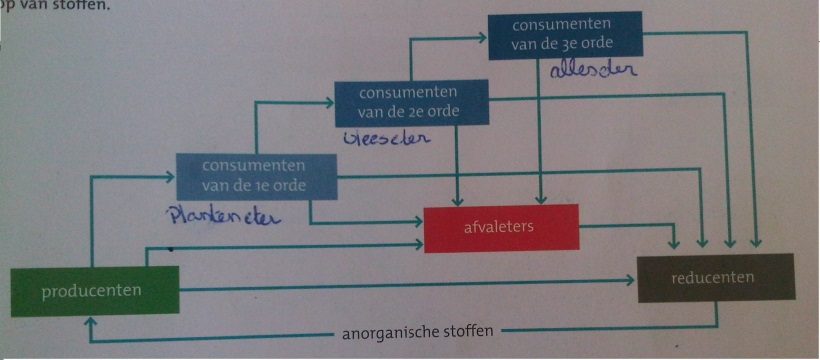 op van stoffen.
consumenten
van de 3e orde
alleseter
consumenten
van de 2e orde
vleeseter
consumenten
van de 1e orde
Planteneter
afvaleters
producenten
reducenten
anorganische stoffen